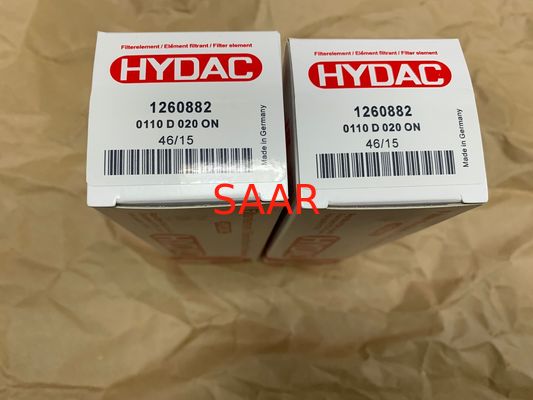 Filterelement / Elément filtrant / Filter element
HYDAC
1260882
0110 D 020 ON
46/15
Made in Germany
Filterelement / Elément filtrant / Filter element
HYDAC
1260882
0110 D 020 ON
46/15
Made in Germany
SAAR